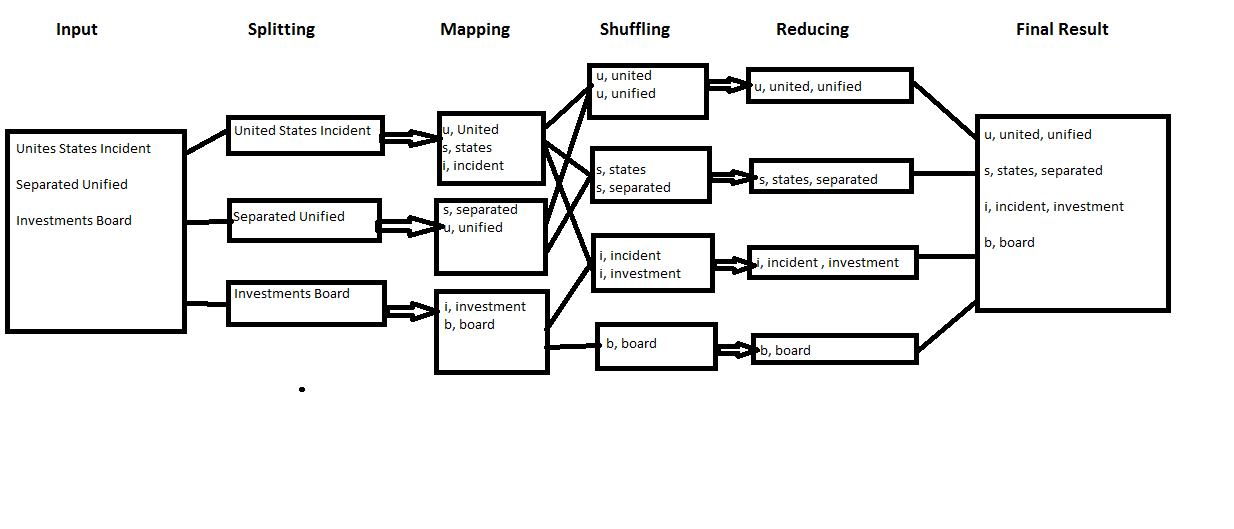 Input
Splitting
Mapping
Shuffling
Reducing
Final Result
Unites States Incident
Separated Unified
Investments Board
United States Incident
Separated Unified
Investments Board
u, United
s, states
i, incident
s, separated
u, unified
i, investment
b, board
u, united
u, unified
s, states
s, separated
i, incident
i, investment
b, board
u, united, unified
s, states, separated
i, incident , investment
b, board
u, united, unified
s, states, separated
i, incident, investment
b, board